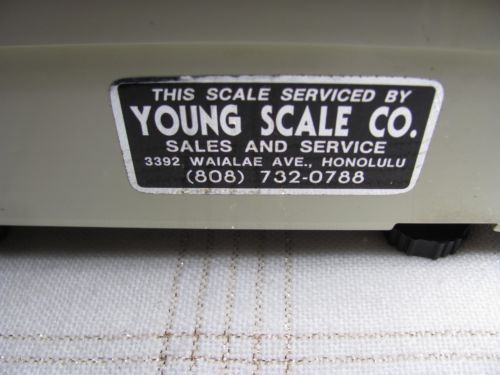 THIS SCALE SERVICED BY
YOUNG SCALE CO.
SALES AND SERVICE
3392 WAIALAE AVE., HONOLULU
(808) 732-0788